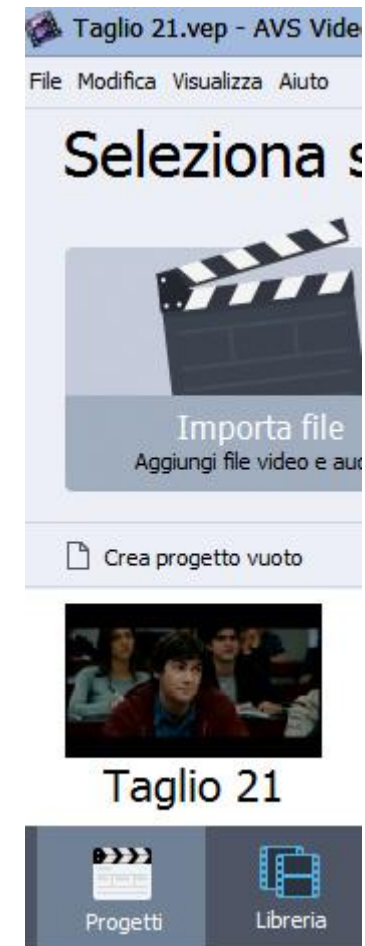 Taglio 21.vep - AVS Vide
File Modifica Visualizza Aiuto
Seleziona s
Importa file
Aggiungi file video e aud
Crea progetto vuoto
Taglio 21
Progetti Libreria